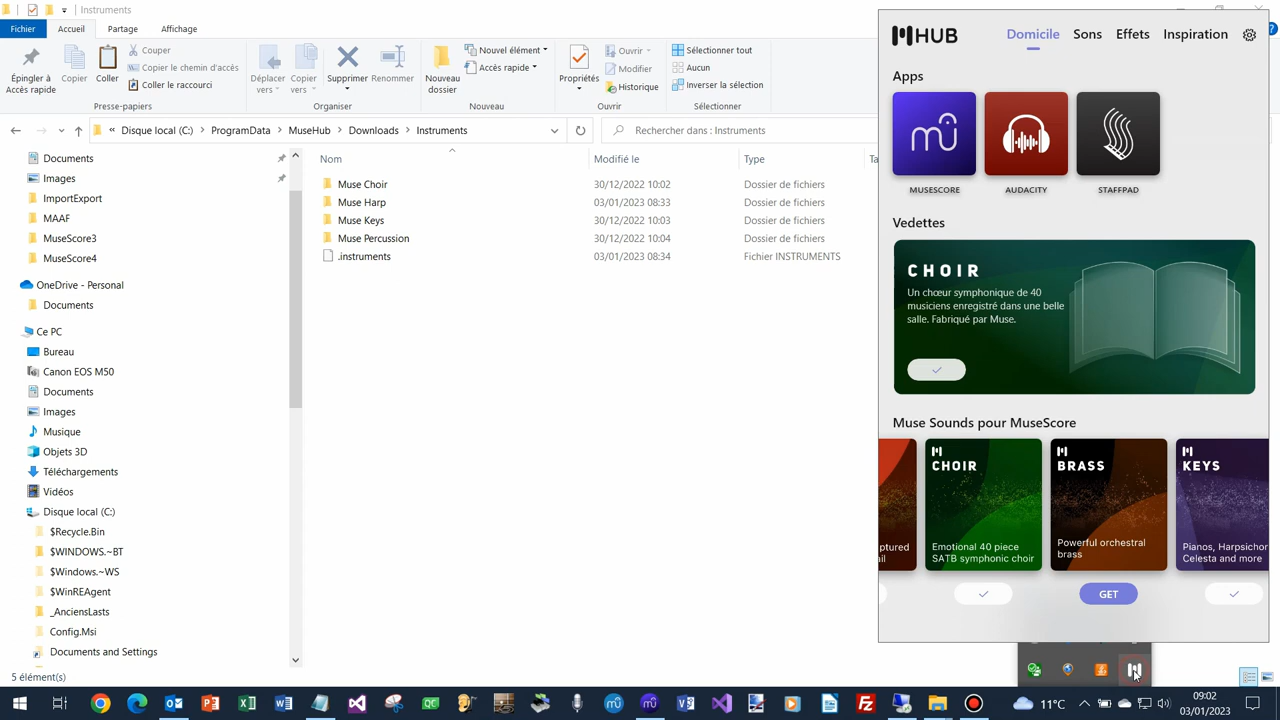 Instruments
Fichier
Accueil
Partage
Affichage
Épingler à
Accès rapide
Copier
Coller
Couper
Copier le chemin d'accès
Coller le raccourci
Presse-papiers
Déplacer
vers
Copier
vers
Supprimer
Renommer
Organiser
Nouveau
dossier
Nouvel élément
Accès rapide
Nouveau
Propriétés
Ouvrir
Modifier
Historique
Ouvrir
Sélectionner tout
Aucun
Inverser la sélection
Sélectionner
« Disque local (C:) > ProgramData > MuseHub > Downloads > Instruments
Rechercher dans : Instruments
Documents
Images
ImportExport
MAAF
MuseScore3
MuseScore4
OneDrive - Personal
Documents
Ce PC
Bureau
Canon EOS M50
Documents
Images
Musique
Objets 3D
Téléchargements
Vidéos
Disque local (C:)
$Recycle.Bin
$WINDOWS.~BT
$Windows.~WS
$WinREAgent
_AnciensLasts
Config.Msi
Documents and Settings
Nom Modifié le Type Ta
Muse Choir 30/12/2022 10:02 Dossier de fichiers
Muse Harp 03/01/2023 08:33 Dossier de fichiers
Muse Keys 30/12/2022 10:03 Dossier de fichiers
Muse Percussion 30/12/2022 10:04 Dossier de fichiers
.instruments 03/01/2023 08:34 Fichier INSTRUMENTS
5 élément(s)
HUB
Domicile Sons Effets Inspiration
Apps
MUSESCORE AUDACITY STAFFPAD
Vedettes
CHOIR
Un chœur symphonique de 40
musiciens enregistré dans une belle
salle. Fabriqué par Muse.
Muse Sounds pour MuseScore
ptured
ail
CHOIR
Emotional 40 piece
SATB symphonic choir
BRASS
Powerful orchestral
brass
GET
KEYS
Pianos, Harpsichor
Celesta and more
11°C
09:02
03/01/2023